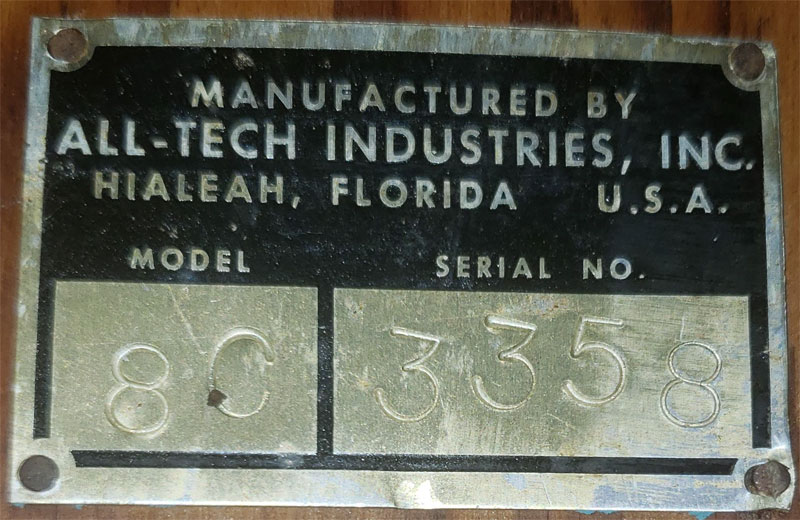 MANUFACTURED BY
ALL-TECH INDUSTRIES, INC.
HIALEAH, FLORIDA U.S.A.
MODEL SERIAL NO.
8C 3358